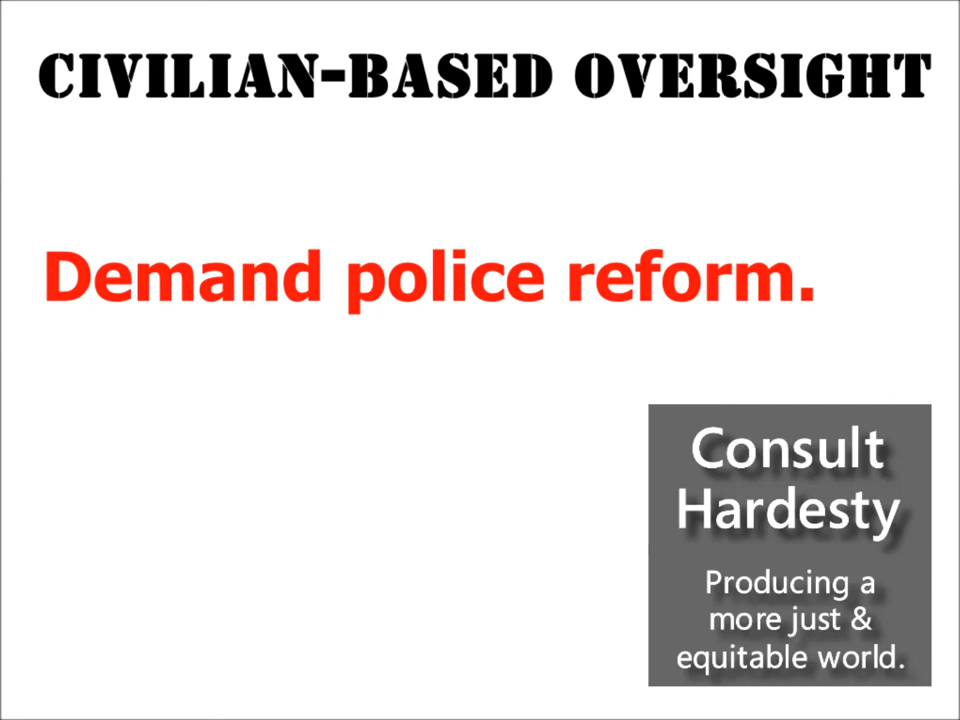 CIVILIAN-BASED OVERSIGHT
Demand police reform.
Consult
Hardesty
Producing a
more just &
equitable world.